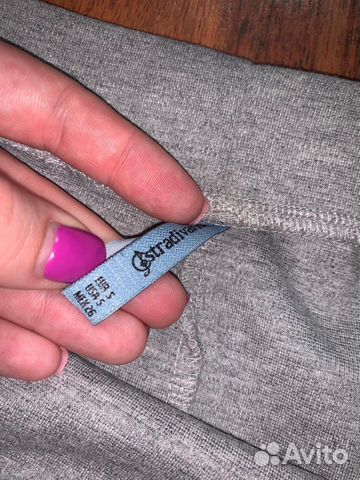 stradivari
EUR S
USA S
MEX 26
Avito